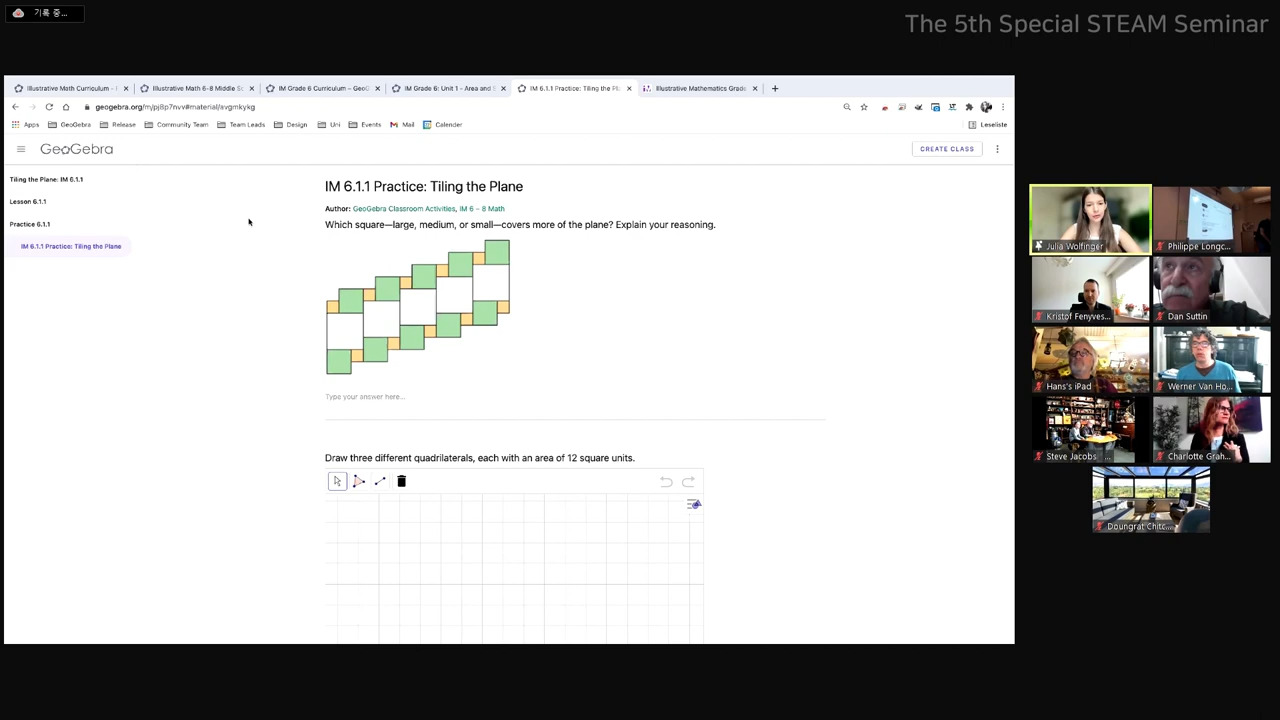 기록 중...
The 5th Special STEAM Seminar
Illustrative Math Curriculum - I
Illustrative Math 6-8 Middle Sc
IM Grade 6 Curriculum – GeoG
IM Grade 6: Unit 1 - Area and S
IM 6.1.1 Practice: Tiling the Pla
Illustrative Mathematics Grade
geogebra.org/m/pj8p7nvv#material/avgmkykg
Apps GeoGebra Release Community Team Team Leads Design Uni Events Mail Calender Leseliste
GeoGebra
CREATE CLASS
Tiling the Plane: IM 6.1.1
Lesson 6.1.1
Practice 6.1.1
IM 6.1.1 Practice: Tiling the Plane
IM 6.1.1 Practice: Tiling the Plane
Author: GeoGebra Classroom Activities, IM 6 – 8 Math
Which square—large, medium, or small—covers more of the plane? Explain your reasoning.
Type your answer here...
Draw three different quadrilaterals, each with an area of 12 square units.
Julia Wolfinger
Philippe Longc...
Kristof Fenyves...
Dan Suttin
Hans's iPad
Werner Van Ho...
Steve Jacobs ...
Charlotte Grah...
Doungrat Chitc...